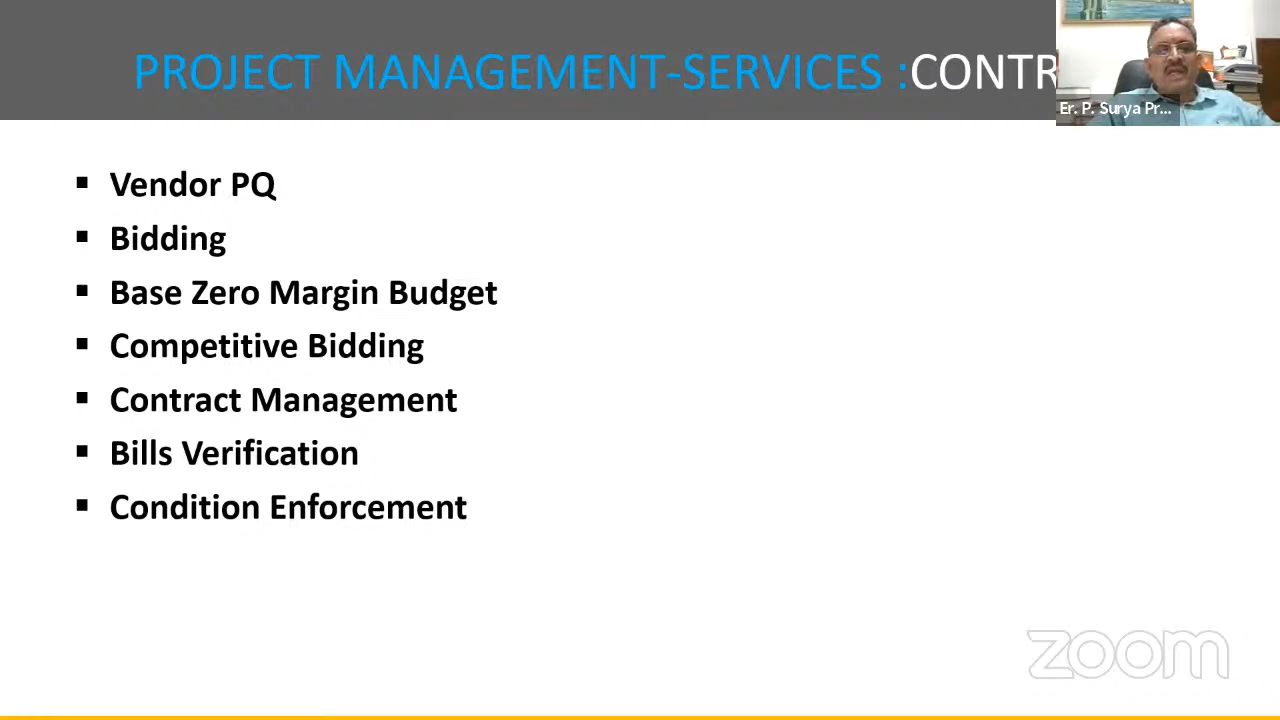 PROJECT MANAGEMENT-SERVICES :CONTR
Er. P. Surya Pr...
▪ Vendor PQ
▪ Bidding
▪ Base Zero Margin Budget
▪ Competitive Bidding
▪ Contract Management
▪ Bills Verification
▪ Condition Enforcement
zoom